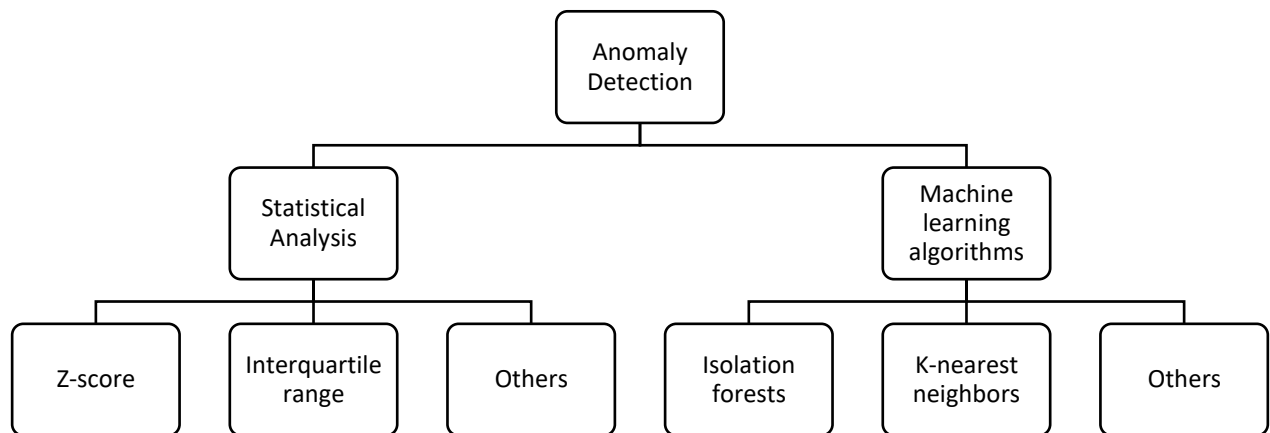 Anomaly
Detection
Statistical
Analysis
Machine
learning
algorithms
Z-score
Interquartile
range
Others
Isolation
forests
K-nearest
neighbors
Others